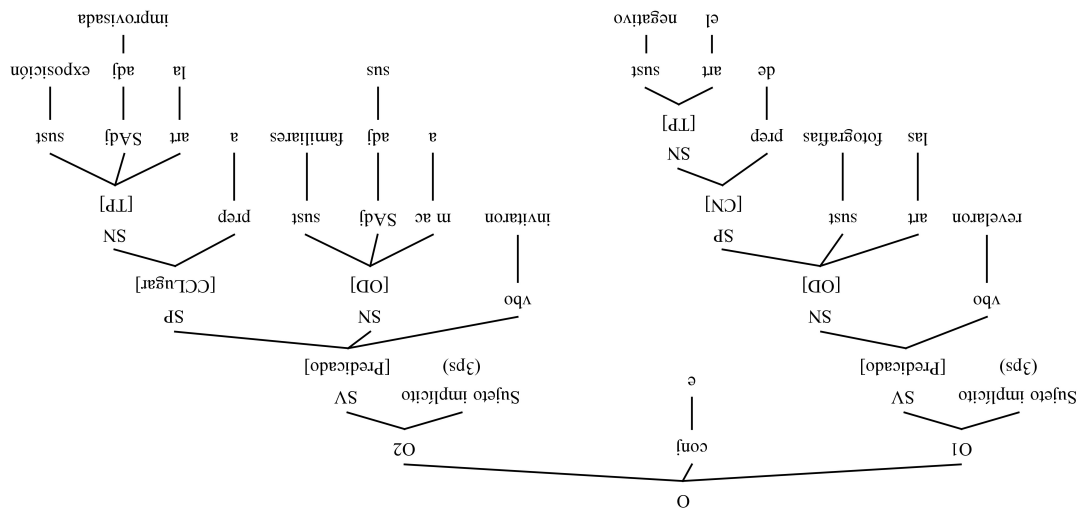 O
O1 conj O2
e
Sujeto implícito SV Sujeto implícito SV
(3ps) [Predicado] (3ps) [Predicado]
SN SN SP
vbo vbo
[OD] [OD] [CCLugar]
SP SN
revelaron art sust invitaron m ac SAdj sust prep
[CN] [TP]
SN
las fotografías prep a adj familiares a art SAdj sust
[TP]
de art sust sus la adj exposición
el negativo improvisada